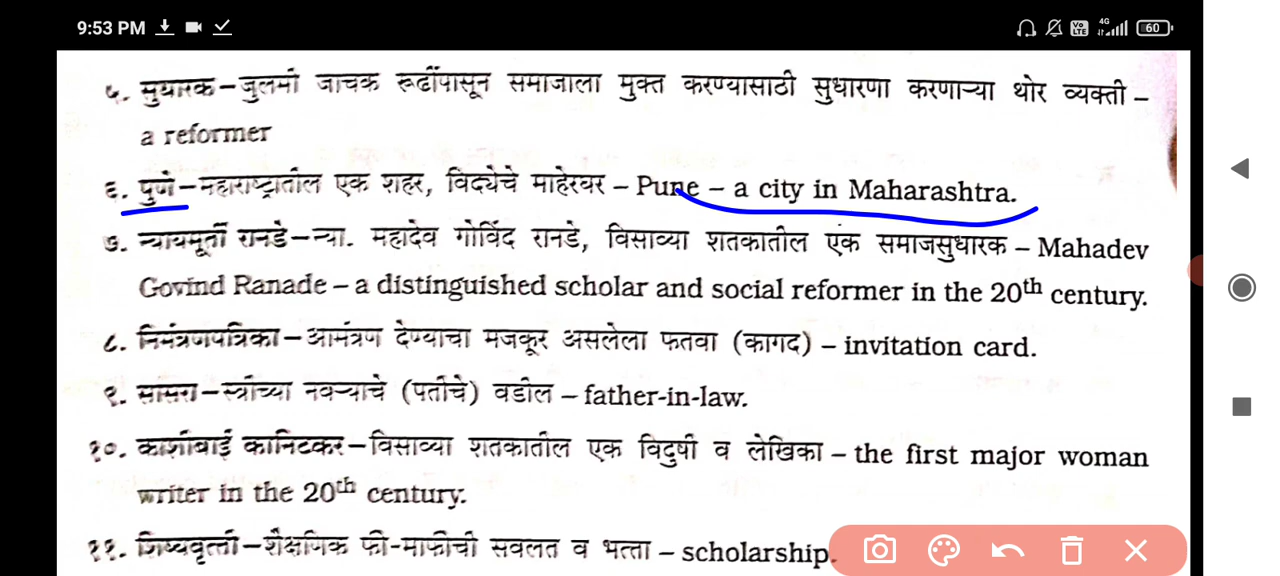 9:53 PM
4G
Vo LTE
60
५. सुधारक – जुलमी जाचक रूढींपासून समाजाला मुक्त करण्यासाठी सुधारणा करणाऱ्या थोर व्यक्ती –
a reformer
६. पुणे – महाराष्ट्रातील एक शहर, विद्येचे माहेरघर – Pune – a city in Maharashtra.
७. न्यायमूर्ती रानडे – न्या. महादेव गोविंद रानडे, विसाव्या शतकातील एक समाजसुधारक – Mahadev
Govind Ranade – a distinguished scholar and social reformer in the 20th century.
८. निमंत्रणपत्रिका – आमंत्रण देण्याचा मजकूर असलेला फतवा (कागद) – invitation card.
९. सासरा – स्त्रीच्या नवऱ्याचे (पतीचे) वडील – father-in-law.
१०. काशीबाई कानिटकर – विसाव्या शतकातील एक विदुषी व लेखिका – the first major woman
writer in the 20th century.
११. शिष्यवृत्ती – शैक्षणिक फी-माफीची सवलत व भत्ता – scholarship.